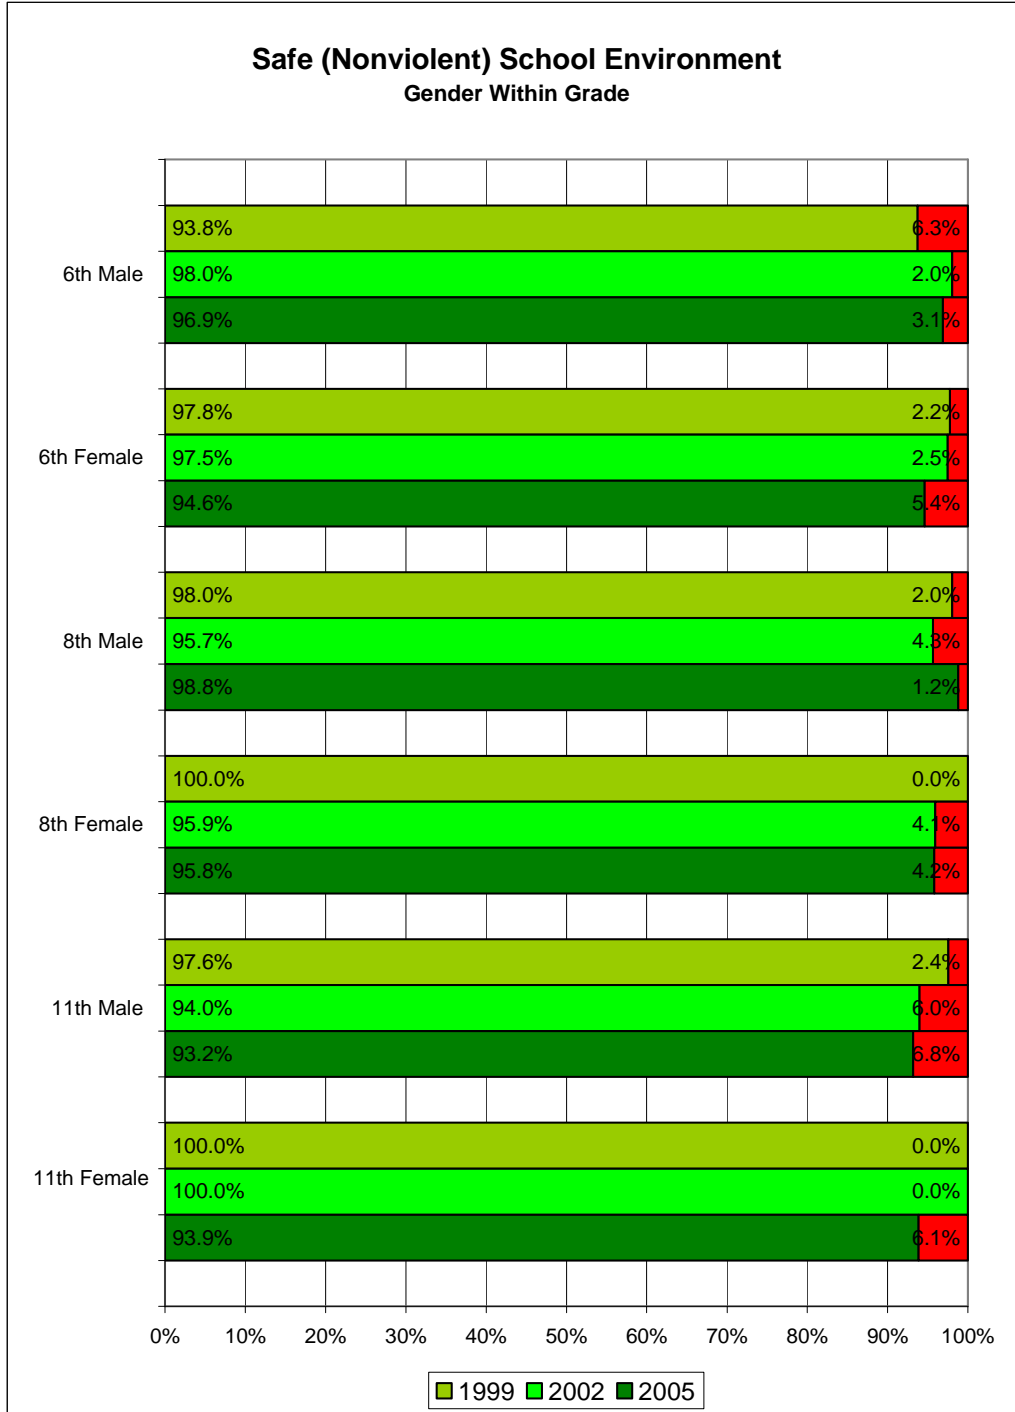 Safe (Nonviolent) School Environment
Gender Within Grade
93.8% 6.3%
6th Male 98.0% 2.0%
96.9% 3.1%
97.8% 2.2%
6th Female 97.5% 2.5%
94.6% 5.4%
98.0% 2.0%
8th Male 95.7% 4.3%
98.8% 1.2%
100.0% 0.0%
8th Female 95.9% 4.1%
95.8% 4.2%
97.6% 2.4%
11th Male 94.0% 6.0%
93.2% 6.8%
100.0% 0.0%
11th Female 100.0% 0.0%
93.9% 6.1%
0% 10% 20% 30% 40% 50% 60% 70% 80% 90% 100%
1999 2002 2005